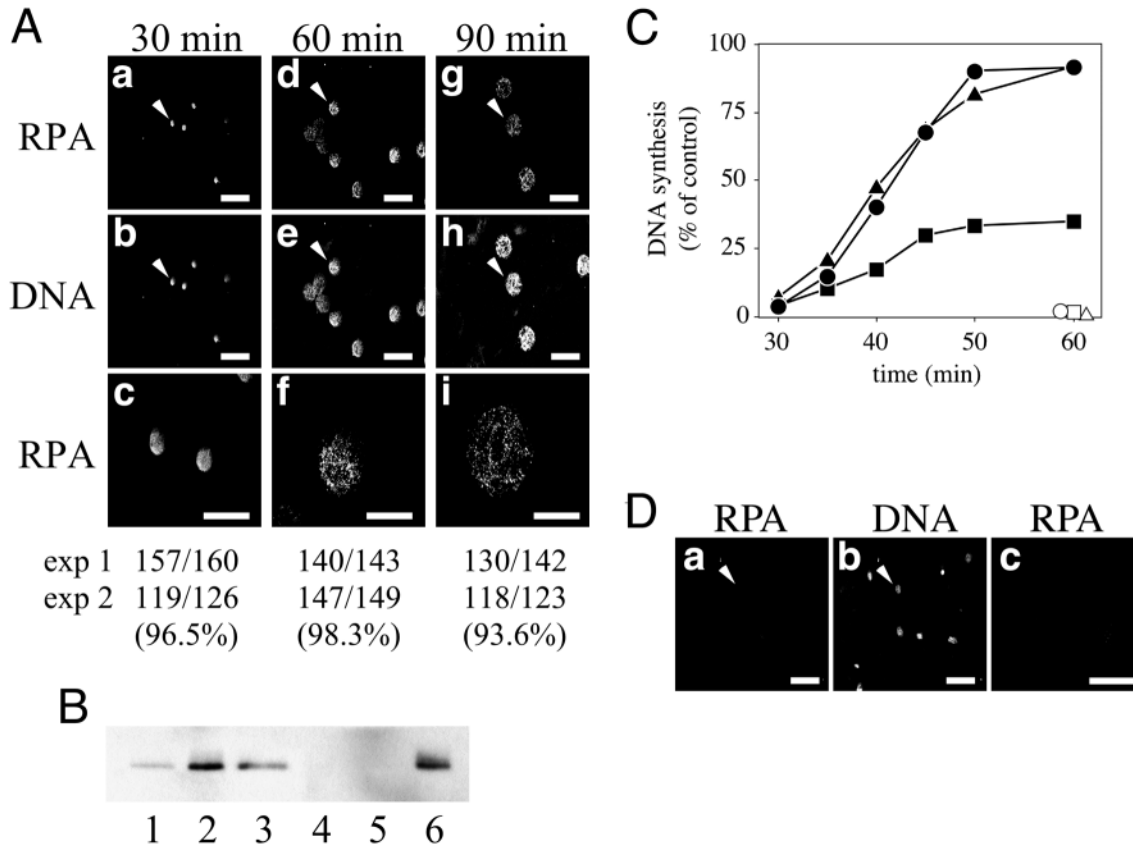 A
30 min 60 min 90 min
a d g
RPA
b e h
DNA
c f i
RPA
exp 1 157/160 140/143 130/142
exp 2 119/126 147/149 118/123
(96.5%) (98.3%) (93.6%)
B
1 2 3 4 5 6
C
DNA synthesis
(% of control)
100
75
50
25
0
30 40 50 60
time (min)
D
RPA DNA RPA
a b c